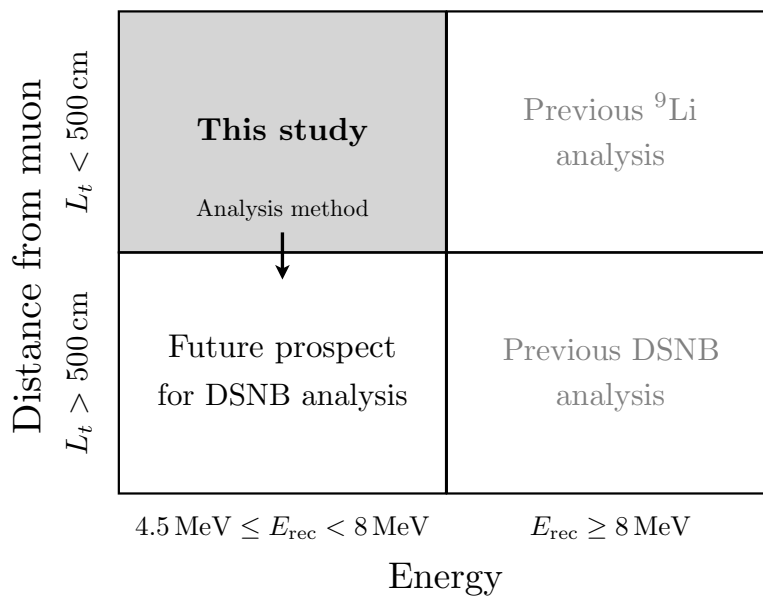 Distance from muon
L_t < 500 cm
This study
Analysis method
Previous ⁹Li
analysis
L_t > 500 cm
Future prospect
for DSNB analysis
Previous DSNB
analysis
4.5 MeV ≤ E_rec < 8 MeV
E_rec ≥ 8 MeV
Energy